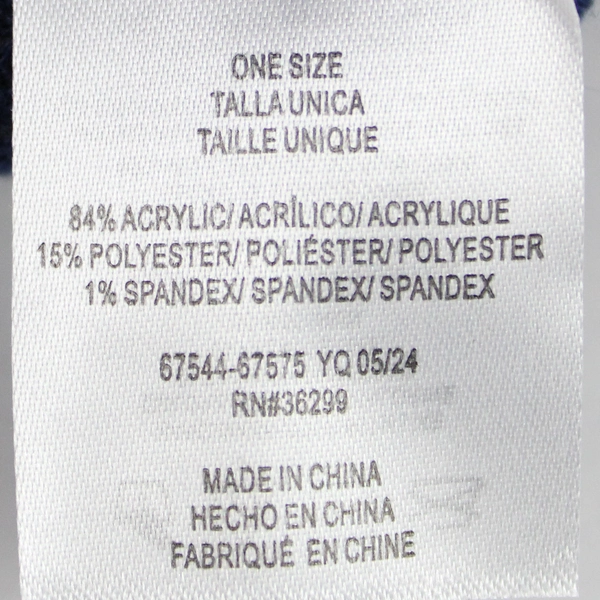 ONE SIZE
TALLA UNICA
TAILLE UNIQUE
84% ACRYLIC/ ACRÍLICO/ ACRYLIQUE
15% POLYESTER/ POLIÉSTER/ POLYESTER
1% SPANDEX/ SPANDEX/ SPANDEX
67544-67575 YQ 05/24
RN#36299
MADE IN CHINA
HECHO EN CHINA
FABRIQUÉ EN CHINE